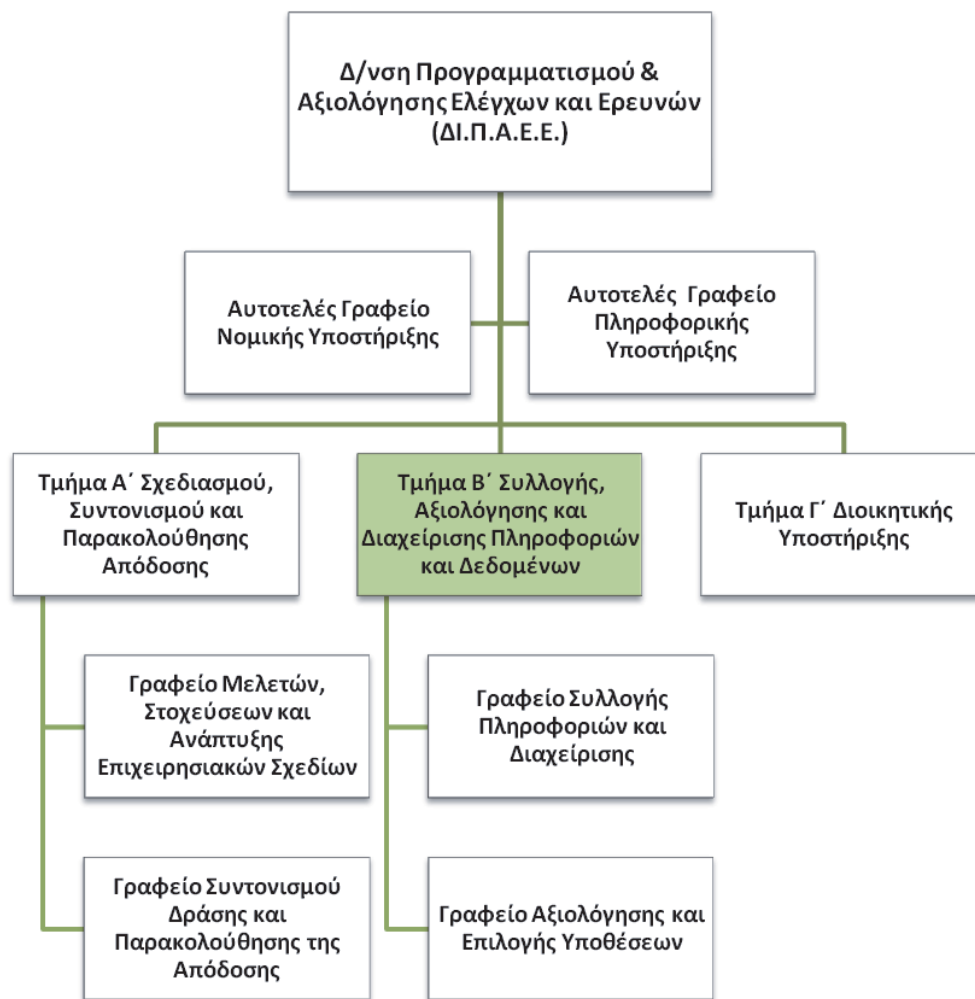 Δ/νση Προγραμματισμού &
Αξιολόγησης Ελέγχων και Ερευνών
(ΔΙ.Π.Α.Ε.Ε.)
Αυτοτελές Γραφείο
Νομικής Υποστήριξης
Αυτοτελές Γραφείο
Πληροφορικής
Υποστήριξης
Τμήμα Α΄ Σχεδιασμού,
Συντονισμού και
Παρακολούθησης
Απόδοσης
Τμήμα Β΄ Συλλογής,
Αξιολόγησης και
Διαχείρισης Πληροφοριών
και Δεδομένων
Τμήμα Γ΄ Διοικητικής
Υποστήριξης
Γραφείο Μελετών,
Στοχεύσεων και
Ανάπτυξης
Επιχειρησιακών Σχεδίων
Γραφείο Συλλογής
Πληροφοριών και
Διαχείρισης
Γραφείο Συντονισμού
Δράσης και
Παρακολούθησης της
Απόδοσης
Γραφείο Αξιολόγησης και
Επιλογής Υποθέσεων